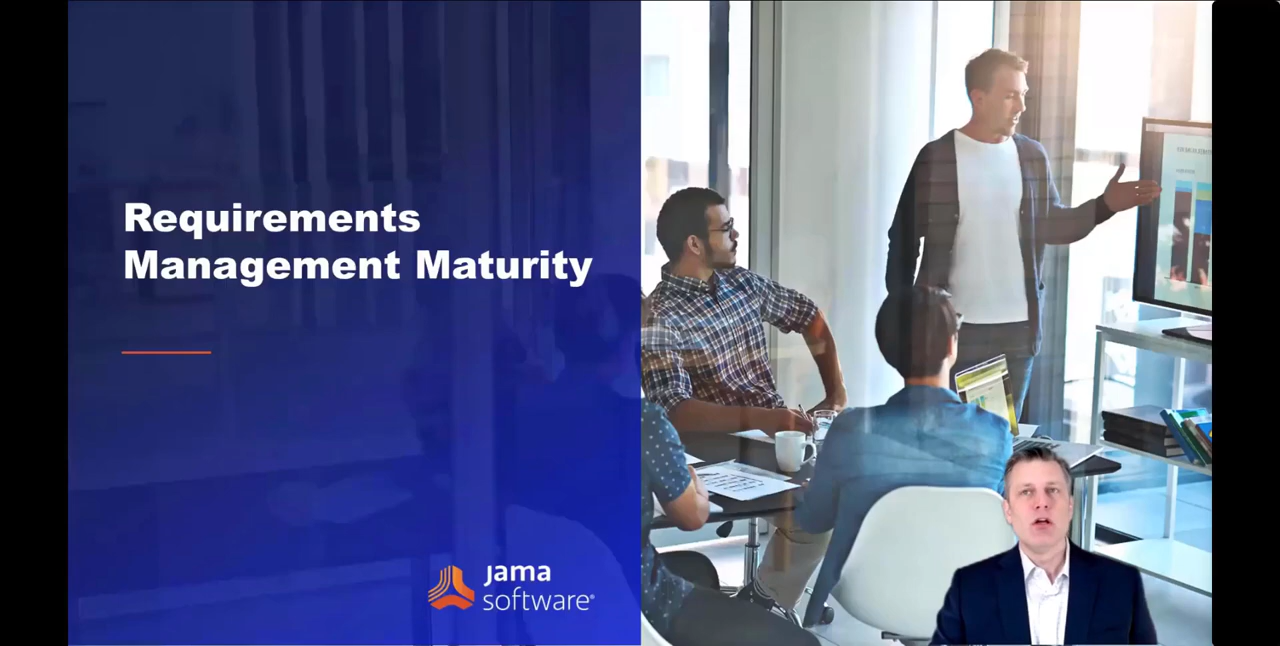 Requirements
Management Maturity
jama
software®